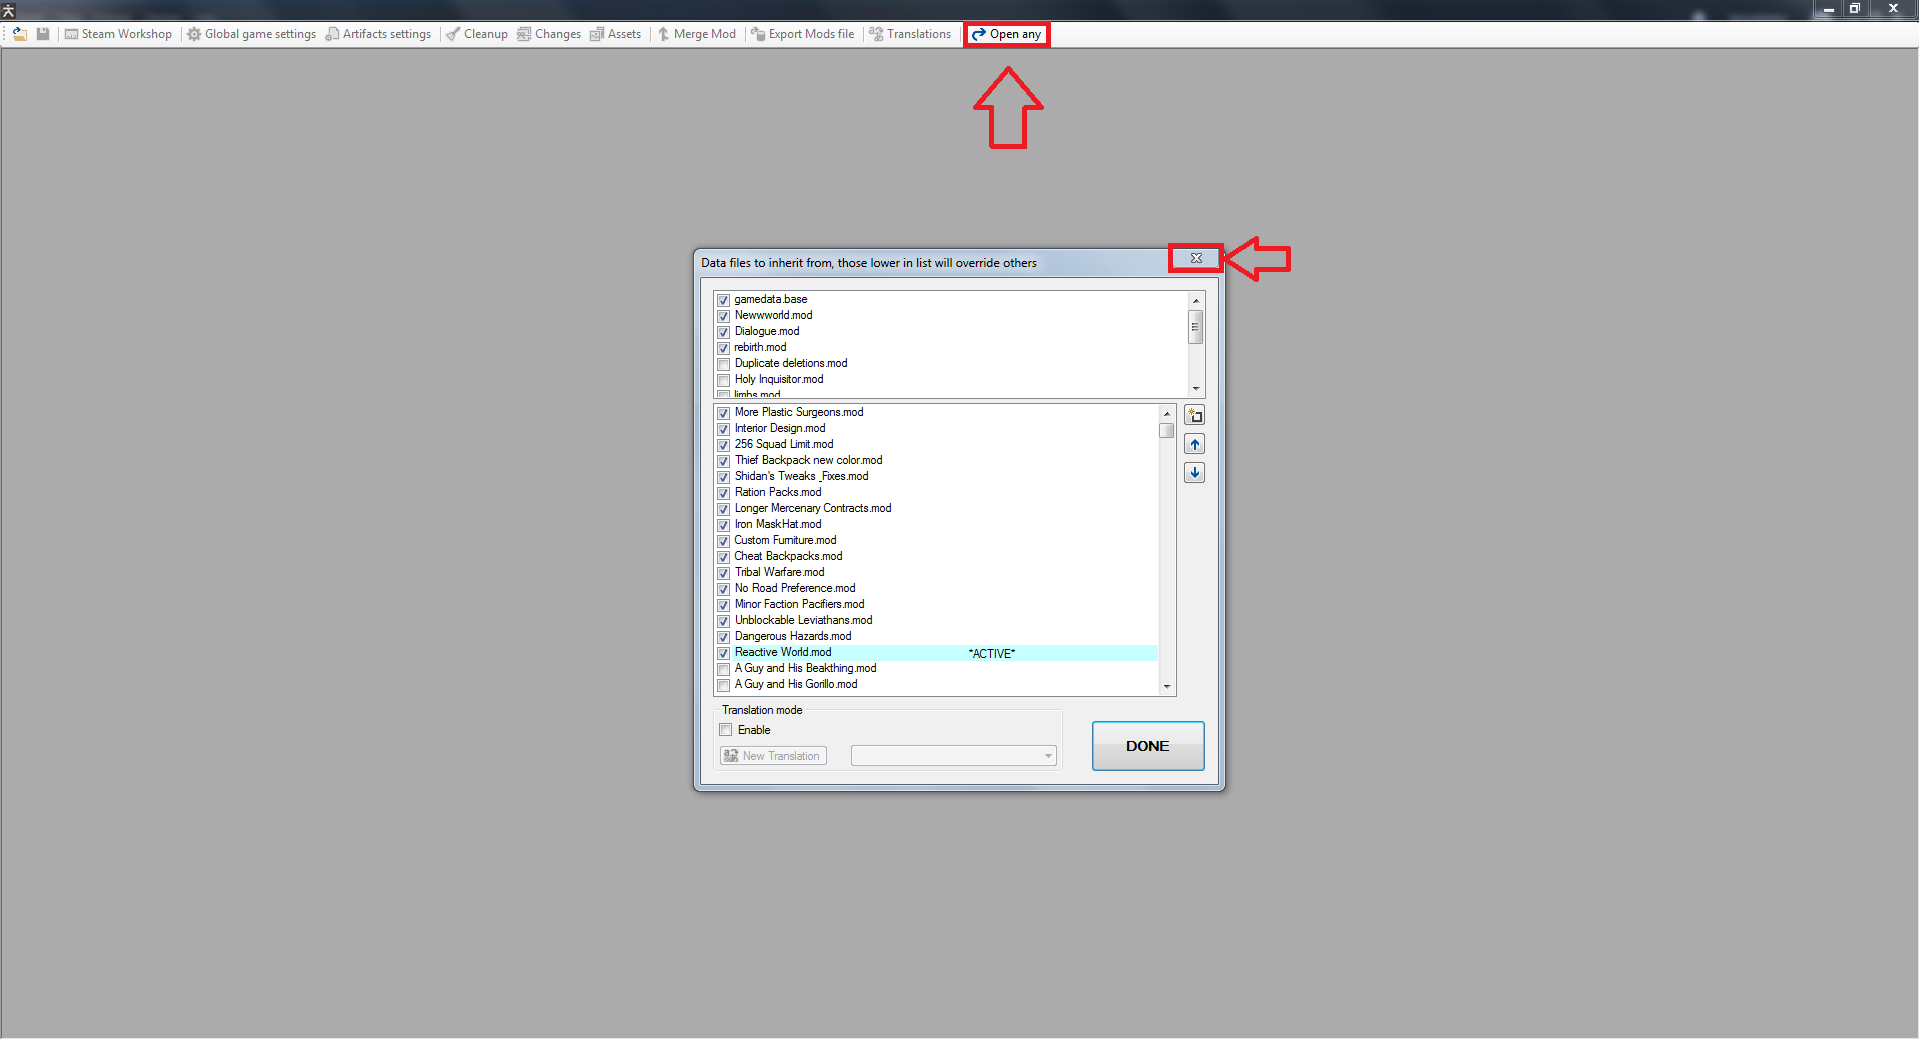 Steam Workshop Global game settings Artifacts settings Cleanup Changes Assets Merge Mod Export Mods file Translations Open any
Data files to inherit from, those lower in list will override others
gamedata.base
Newwworld.mod
Dialogue.mod
rebirth.mod
Duplicate deletions.mod
Holy Inquisitor.mod
limbs.mod
More Plastic Surgeons.mod
Interior Design.mod
256 Squad Limit.mod
Thief Backpack new color.mod
Shidan's Tweaks _Fixes.mod
Ration Packs.mod
Longer Mercenary Contracts.mod
Iron MaskHat.mod
Custom Furniture.mod
Cheat Backpacks.mod
Tribal Warfare.mod
No Road Preference.mod
Minor Faction Pacifiers.mod
Unblockable Leviathans.mod
Dangerous Hazards.mod
Reactive World.mod *ACTIVE*
A Guy and His Beakthing.mod
A Guy and His Gorillo.mod
Translation mode
Enable
New Translation
DONE